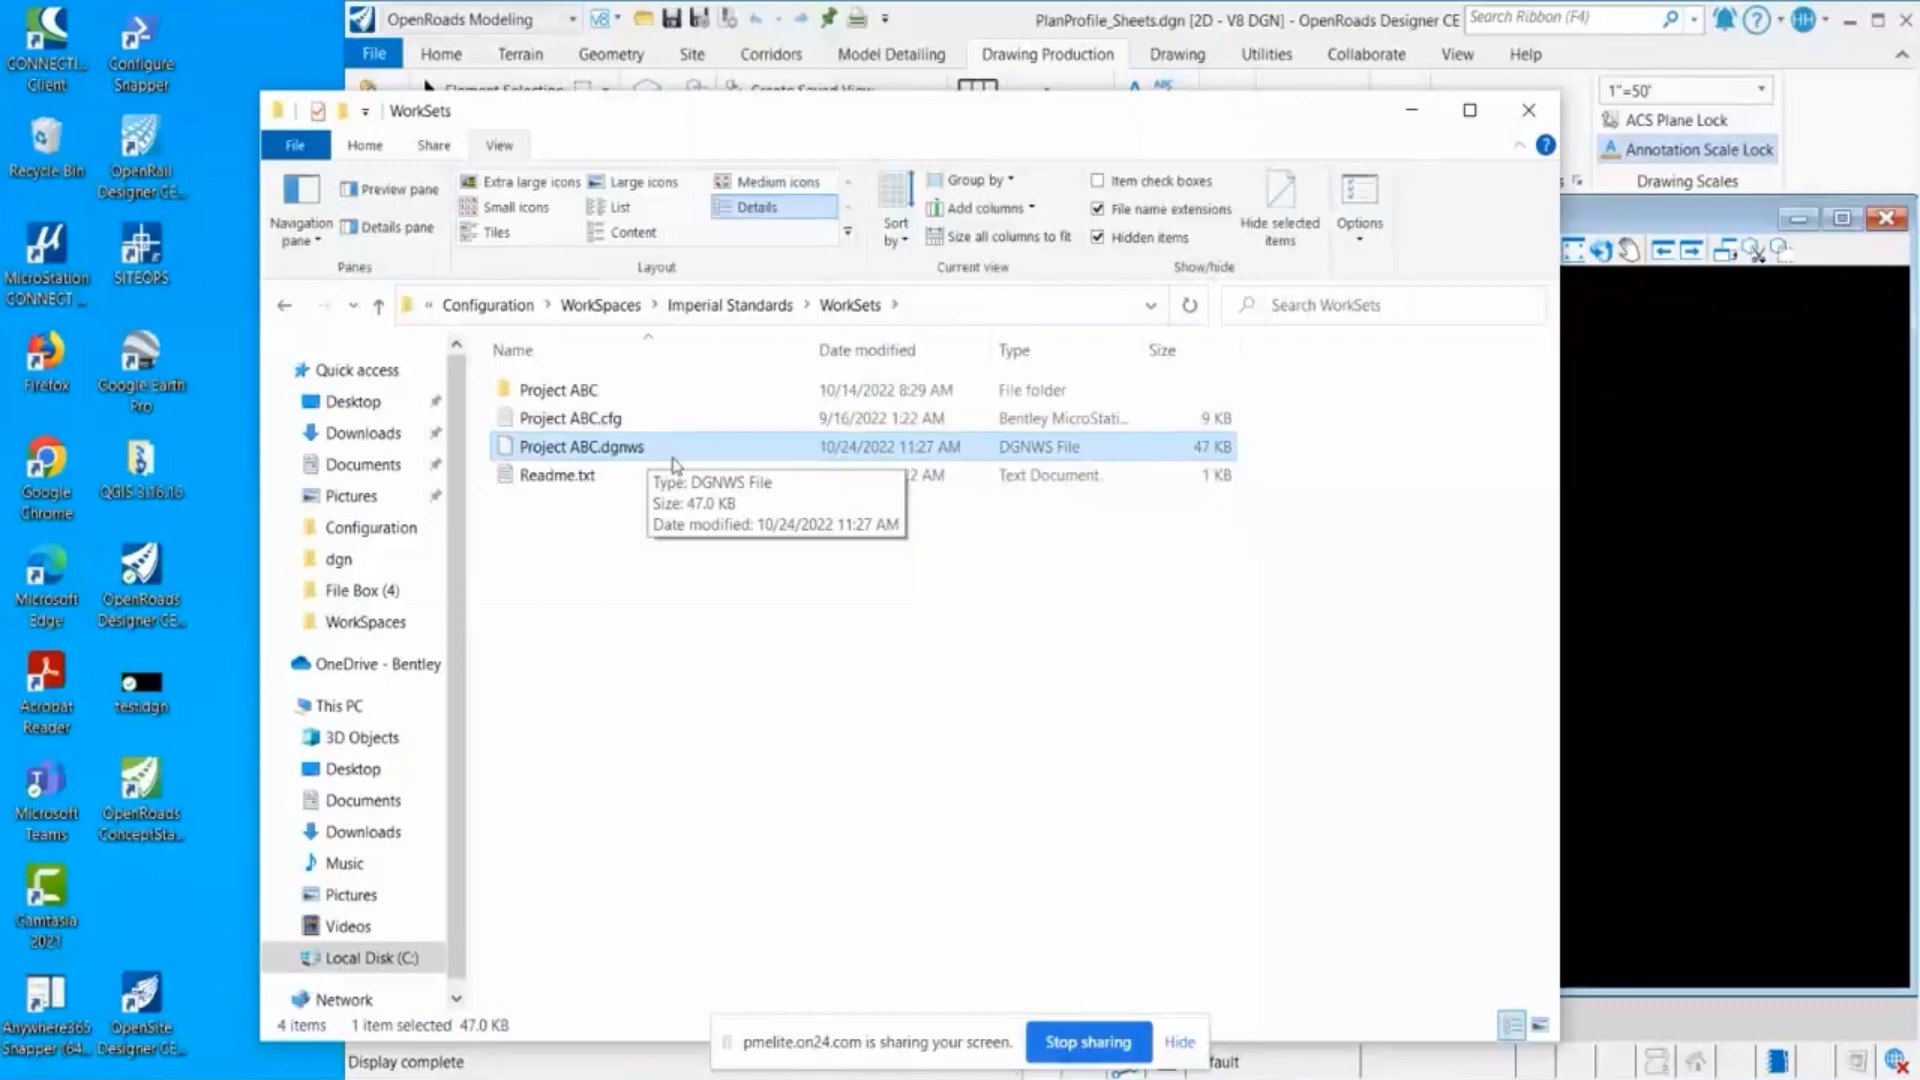 OpenRoads Modeling
PlanProfile_Sheets.dgn [2D - V8 DGN] - OpenRoads Designer CE
Search Ribbon (F4)
HH
File Home Terrain Geometry Site Corridors Model Detailing Drawing Production Drawing Utilities Collaborate View Help
1"=50'
ACS Plane Lock
Annotation Scale Lock
Drawing Scales
CONNECTI...
Client
Configure
Snapper
Recycle Bin
OpenRail
Designer CE...
MicroStation
CONNECT ...
SITEOPS
Firefox
Google Earth
Pro
Google
Chrome
QGIS 3.16.16
Microsoft
Edge
OpenRoads
Designer CE...
Acrobat
Reader
test.dgn
Microsoft
Teams
OpenRoads
ConceptSta...
Camtasia
2021
Anywhere365
Snapper (64...
OpenSite
Designer CE...
WorkSets
File Home Share View
Navigation
pane
Preview pane
Details pane
Panes
Extra large icons Large icons Medium icons
Small icons List Details
Tiles Content
Layout
Sort
by
Group by
Add columns
Size all columns to fit
Current view
Item check boxes
File name extensions
Hidden items
Hide selected
items
Show/hide
Options
« Configuration > WorkSpaces > Imperial Standards > WorkSets >
Search WorkSets
Quick access
Desktop
Downloads
Documents
Pictures
Configuration
dgn
File Box (4)
WorkSpaces
OneDrive - Bentley
This PC
3D Objects
Desktop
Documents
Downloads
Music
Pictures
Videos
Local Disk (C:)
Network
Name Date modified Type Size
Project ABC 10/14/2022 8:29 AM File folder
Project ABC.cfg 9/16/2022 1:22 AM Bentley MicroStati... 9 KB
Project ABC.dgnws 10/24/2022 11:27 AM DGNWS File 47 KB
Readme.txt 2 AM Text Document 1 KB
Type: DGNWS File
Size: 47.0 KB
Date modified: 10/24/2022 11:27 AM
4 items 1 item selected 47.0 KB
pmelite.on24.com is sharing your screen. Stop sharing Hide
Display complete
fault